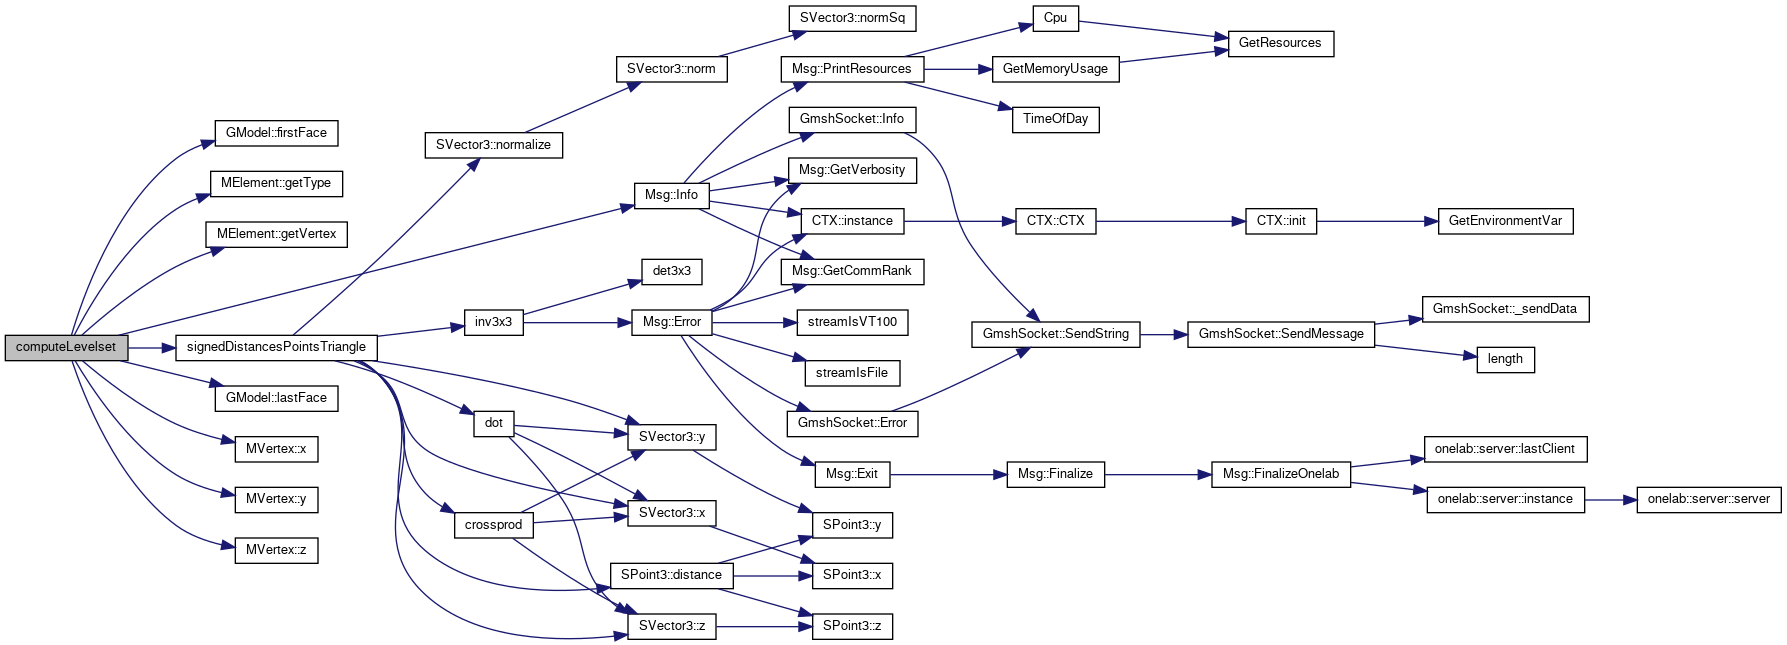 computeLevelset
GModel::firstFace
MElement::getType
MElement::getVertex
signedDistancesPointsTriangle
GModel::lastFace
MVertex::x
MVertex::y
MVertex::z
SVector3::normalize
inv3x3
dot
crossprod
SVector3::norm
Msg::Info
det3x3
Msg::Error
SVector3::y
SVector3::x
SPoint3::distance
SVector3::z
SVector3::normSq
Msg::PrintResources
GmshSocket::Info
Msg::GetVerbosity
CTX::instance
Msg::GetCommRank
streamIsVT100
streamIsFile
GmshSocket::Error
Msg::Exit
SPoint3::y
SPoint3::x
SPoint3::z
Cpu
GetMemoryUsage
TimeOfDay
CTX::CTX
GmshSocket::SendString
Msg::Finalize
GetResources
CTX::init
GmshSocket::SendMessage
Msg::FinalizeOnelab
GetEnvironmentVar
GmshSocket::_sendData
length
onelab::server::lastClient
onelab::server::instance
onelab::server::server